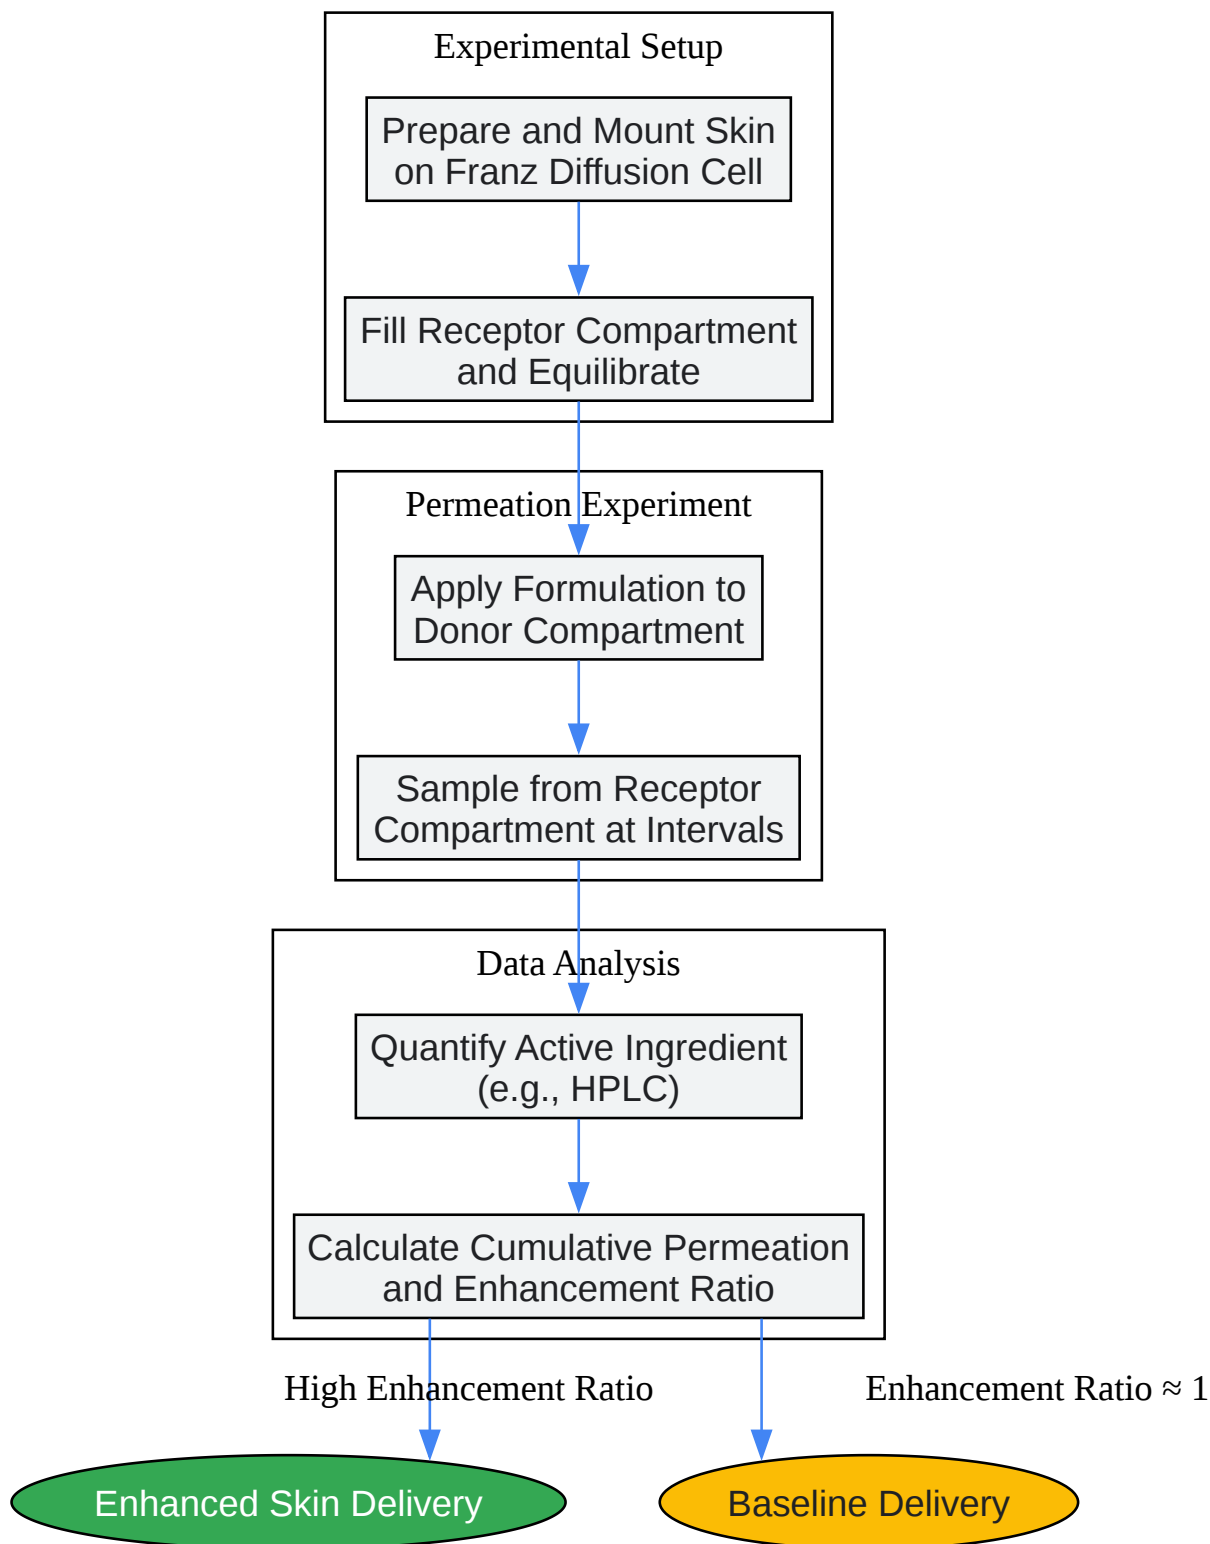 Experimental Setup
Prepare and Mount Skin
on Franz Diffusion Cell
Fill Receptor Compartment
and Equilibrate
Permeation Experiment
Apply Formulation to
Donor Compartment
Sample from Receptor
Compartment at Intervals
Data Analysis
Quantify Active Ingredient
(e.g., HPLC)
Calculate Cumulative Permeation
and Enhancement Ratio
High Enhancement Ratio
Enhancement Ratio ≈ 1
Enhanced Skin Delivery
Baseline Delivery